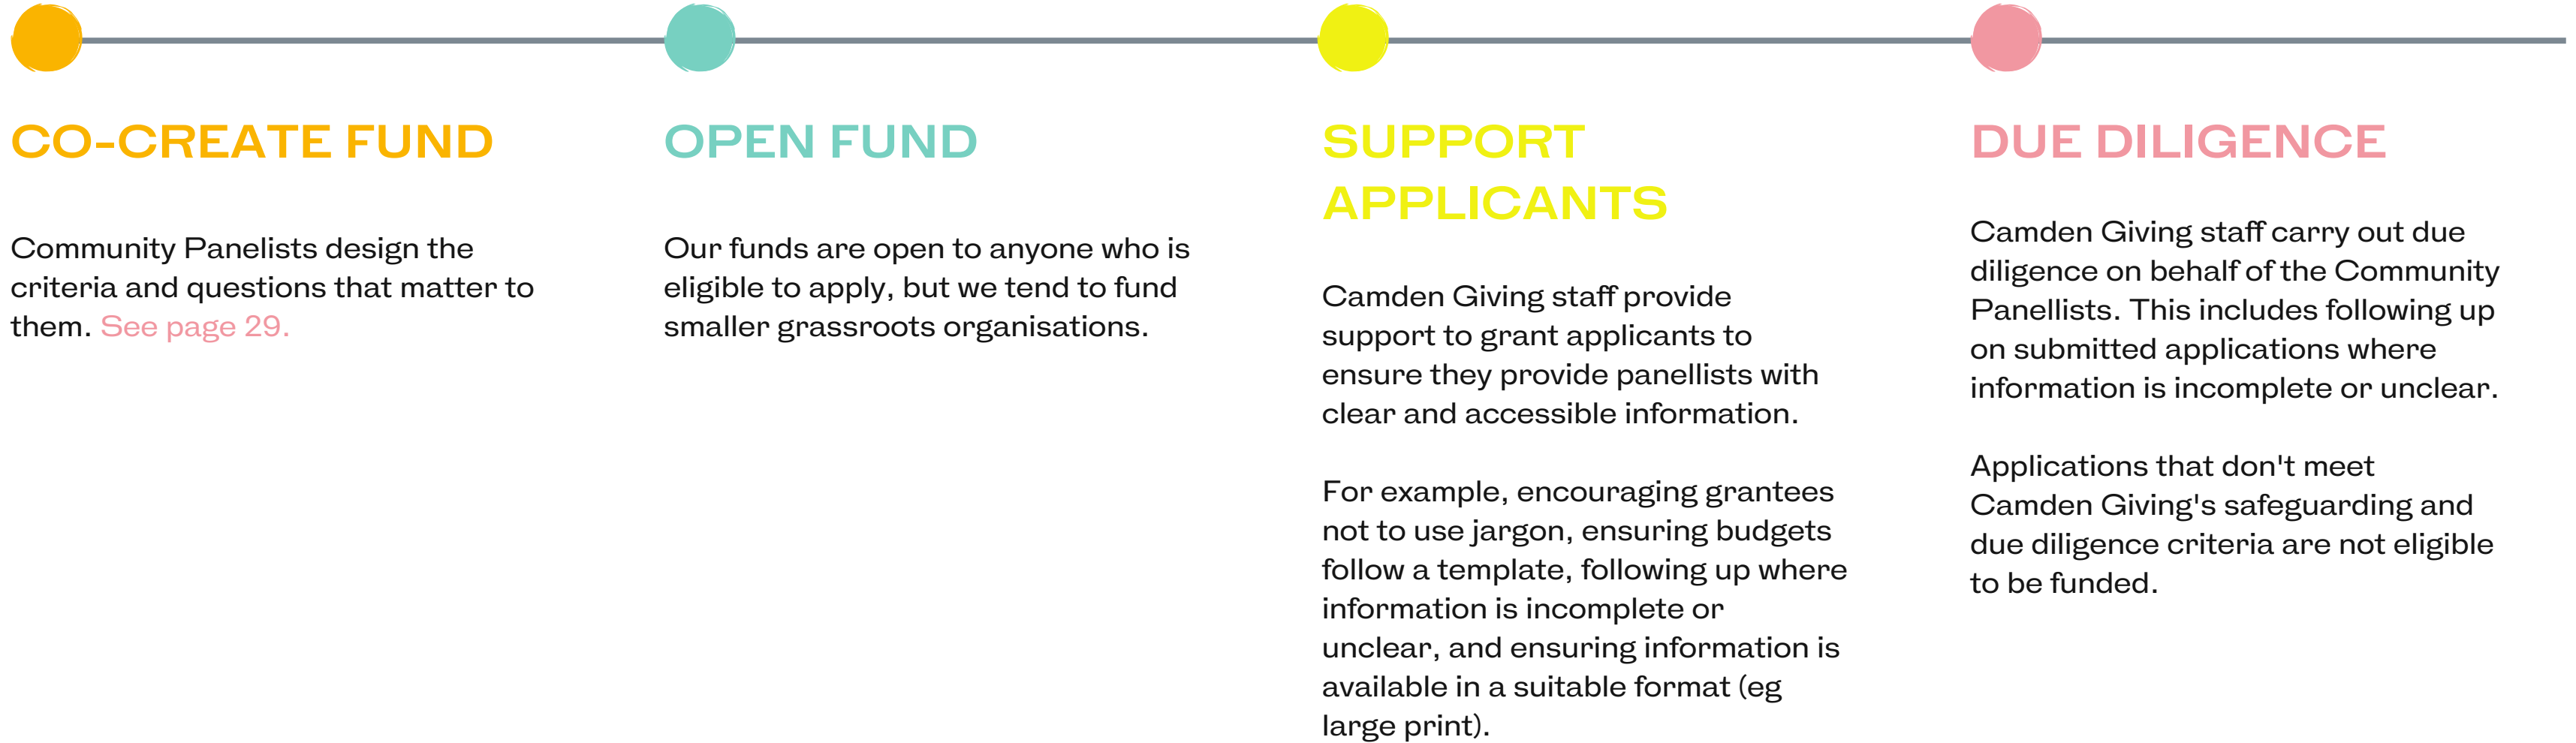 CO-CREATE FUND
Community Panelists design the
criteria and questions that matter to
them. See page 29.
OPEN FUND
Our funds are open to anyone who is
eligible to apply, but we tend to fund
smaller grassroots organisations.
SUPPORT
APPLICANTS
Camden Giving staff provide
support to grant applicants to
ensure they provide panellists with
clear and accessible information.
For example, encouraging grantees
not to use jargon, ensuring budgets
follow a template, following up where
information is incomplete or
unclear, and ensuring information is
available in a suitable format (eg
large print).
DUE DILIGENCE
Camden Giving staff carry out due
diligence on behalf of the Community
Panellists. This includes following up
on submitted applications where
information is incomplete or unclear.
Applications that don't meet
Camden Giving's safeguarding and
due diligence criteria are not eligible
to be funded.